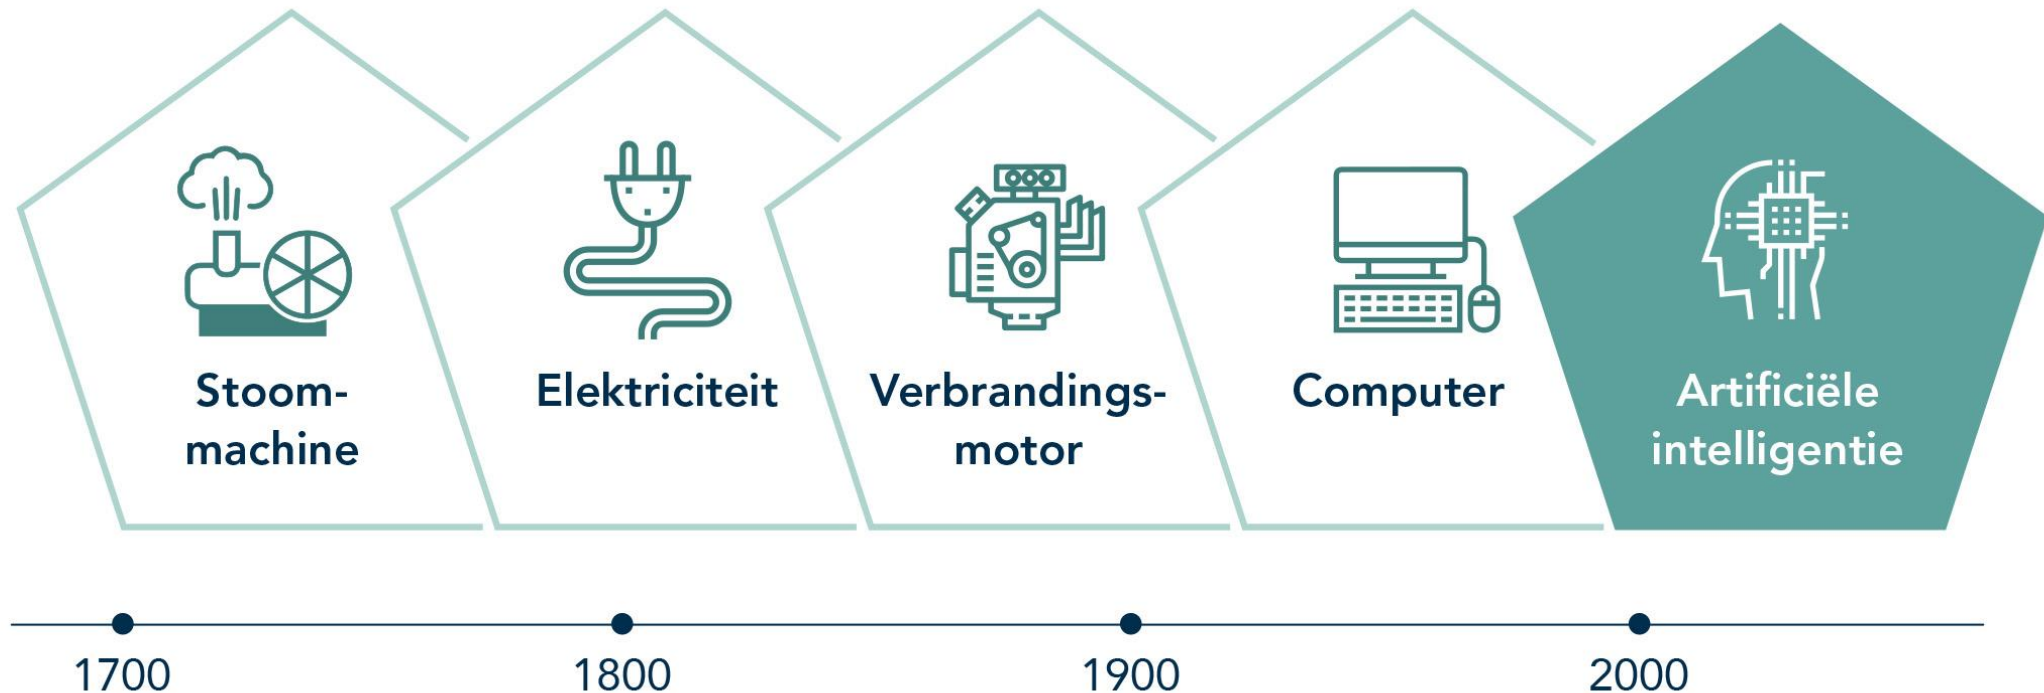 Stoom-
machine
Elektriciteit
Verbrandings-
motor
Computer
Artificiële
intelligentie
1700
1800
1900
2000